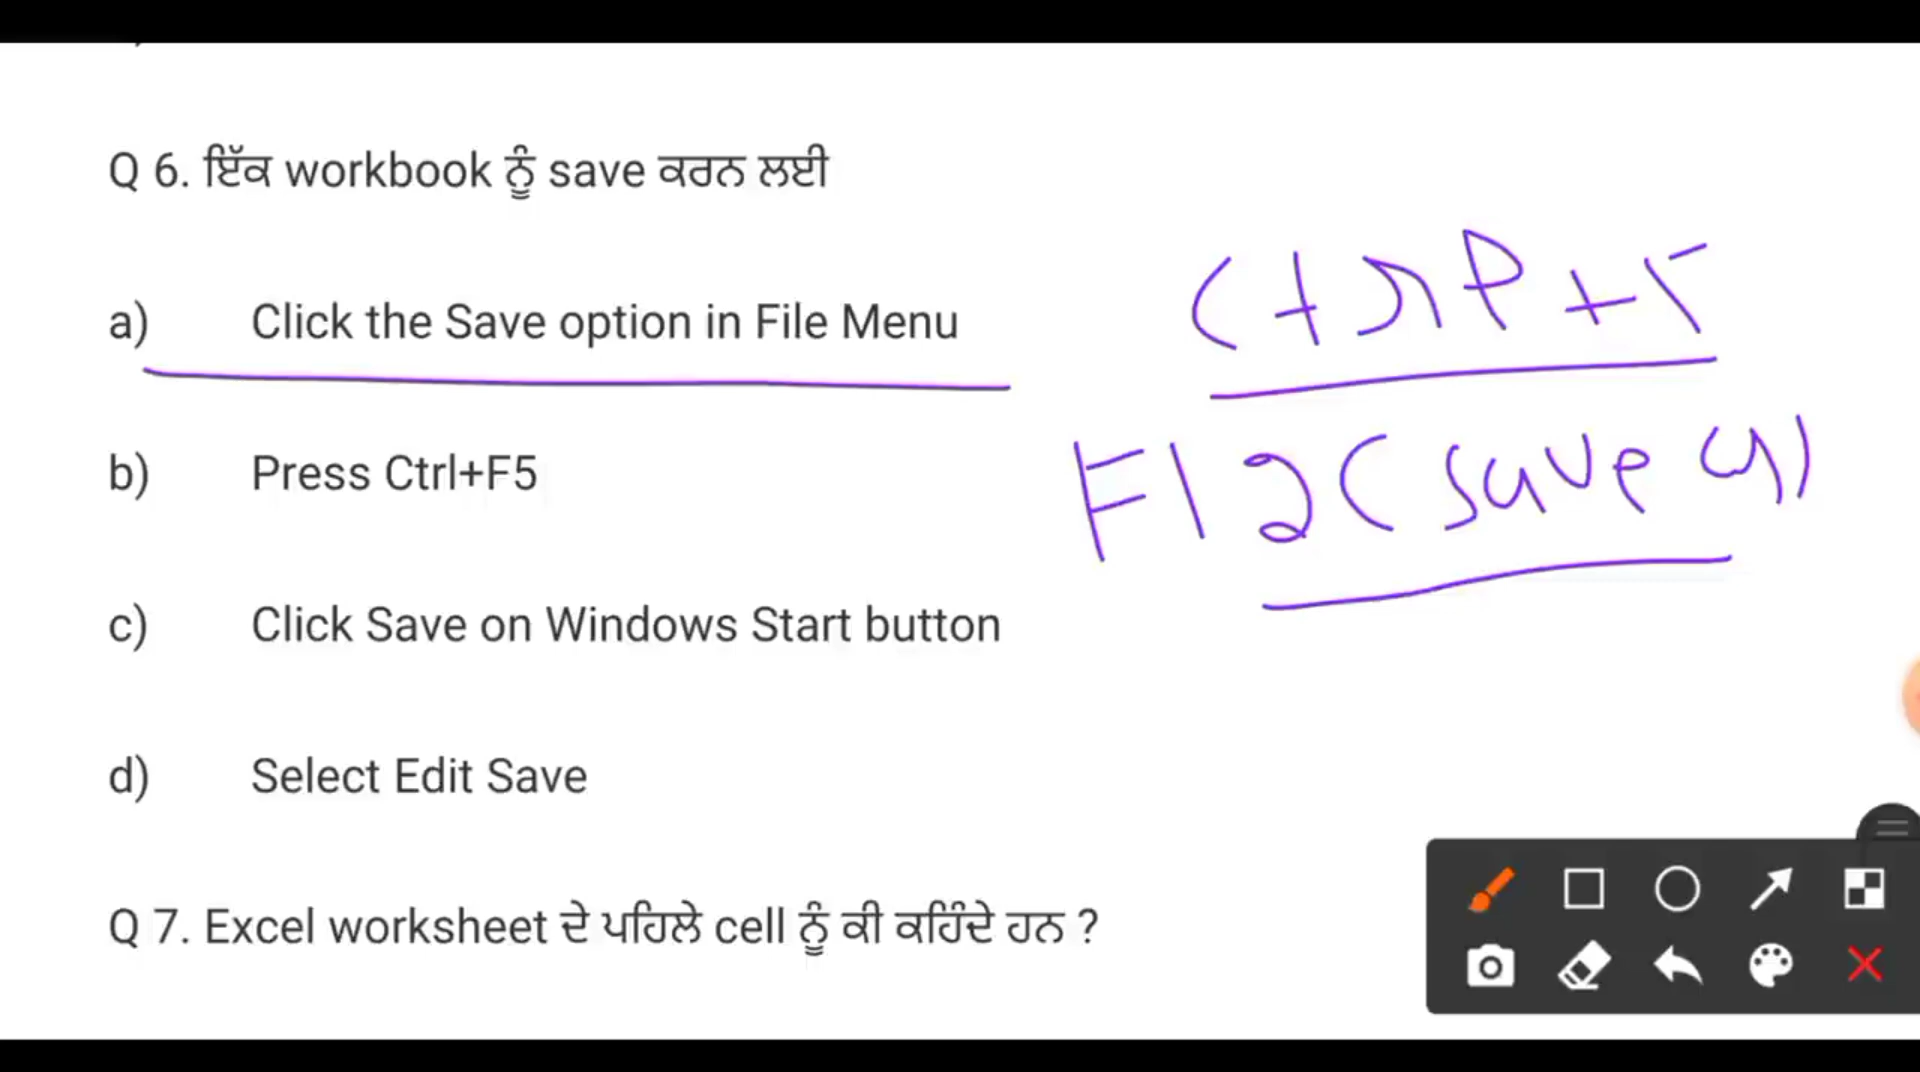 Q 6. ਇੱਕ workbook ਨੂੰ save ਕਰਨ ਲਈ
a) Click the Save option in File Menu
Ctrl + S
b) Press Ctrl+F5
F12 (save as)
c) Click Save on Windows Start button
d) Select Edit Save
Q 7. Excel worksheet ਦੇ ਪਹਿਲੇ cell ਨੂੰ ਕੀ ਕਹਿੰਦੇ ਹਨ ?